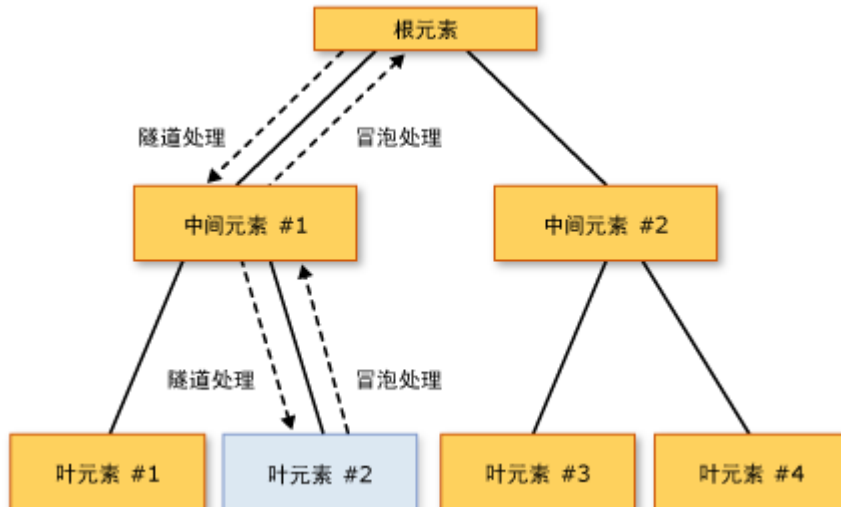 根元素
隧道处理
冒泡处理
中间元素 #1
中间元素 #2
隧道处理
冒泡处理
叶元素 #1
叶元素 #2
叶元素 #3
叶元素 #4